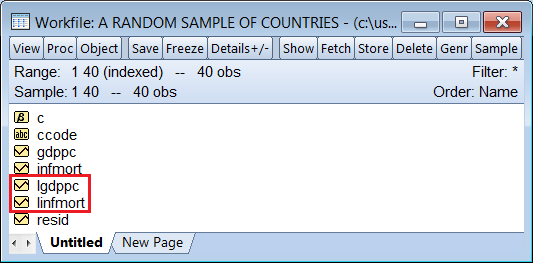 Workfile: A RANDOM SAMPLE OF COUNTRIES - (c:\us...
View Proc Object Save Freeze Details+/- Show Fetch Store Delete Genr Sample
Range: 1 40 (indexed) -- 40 obs Filter: *
Sample: 1 40 -- 40 obs Order: Name
β c
abc ccode
gdppc
infmort
lgdppc
linfmort
resid
Untitled New Page